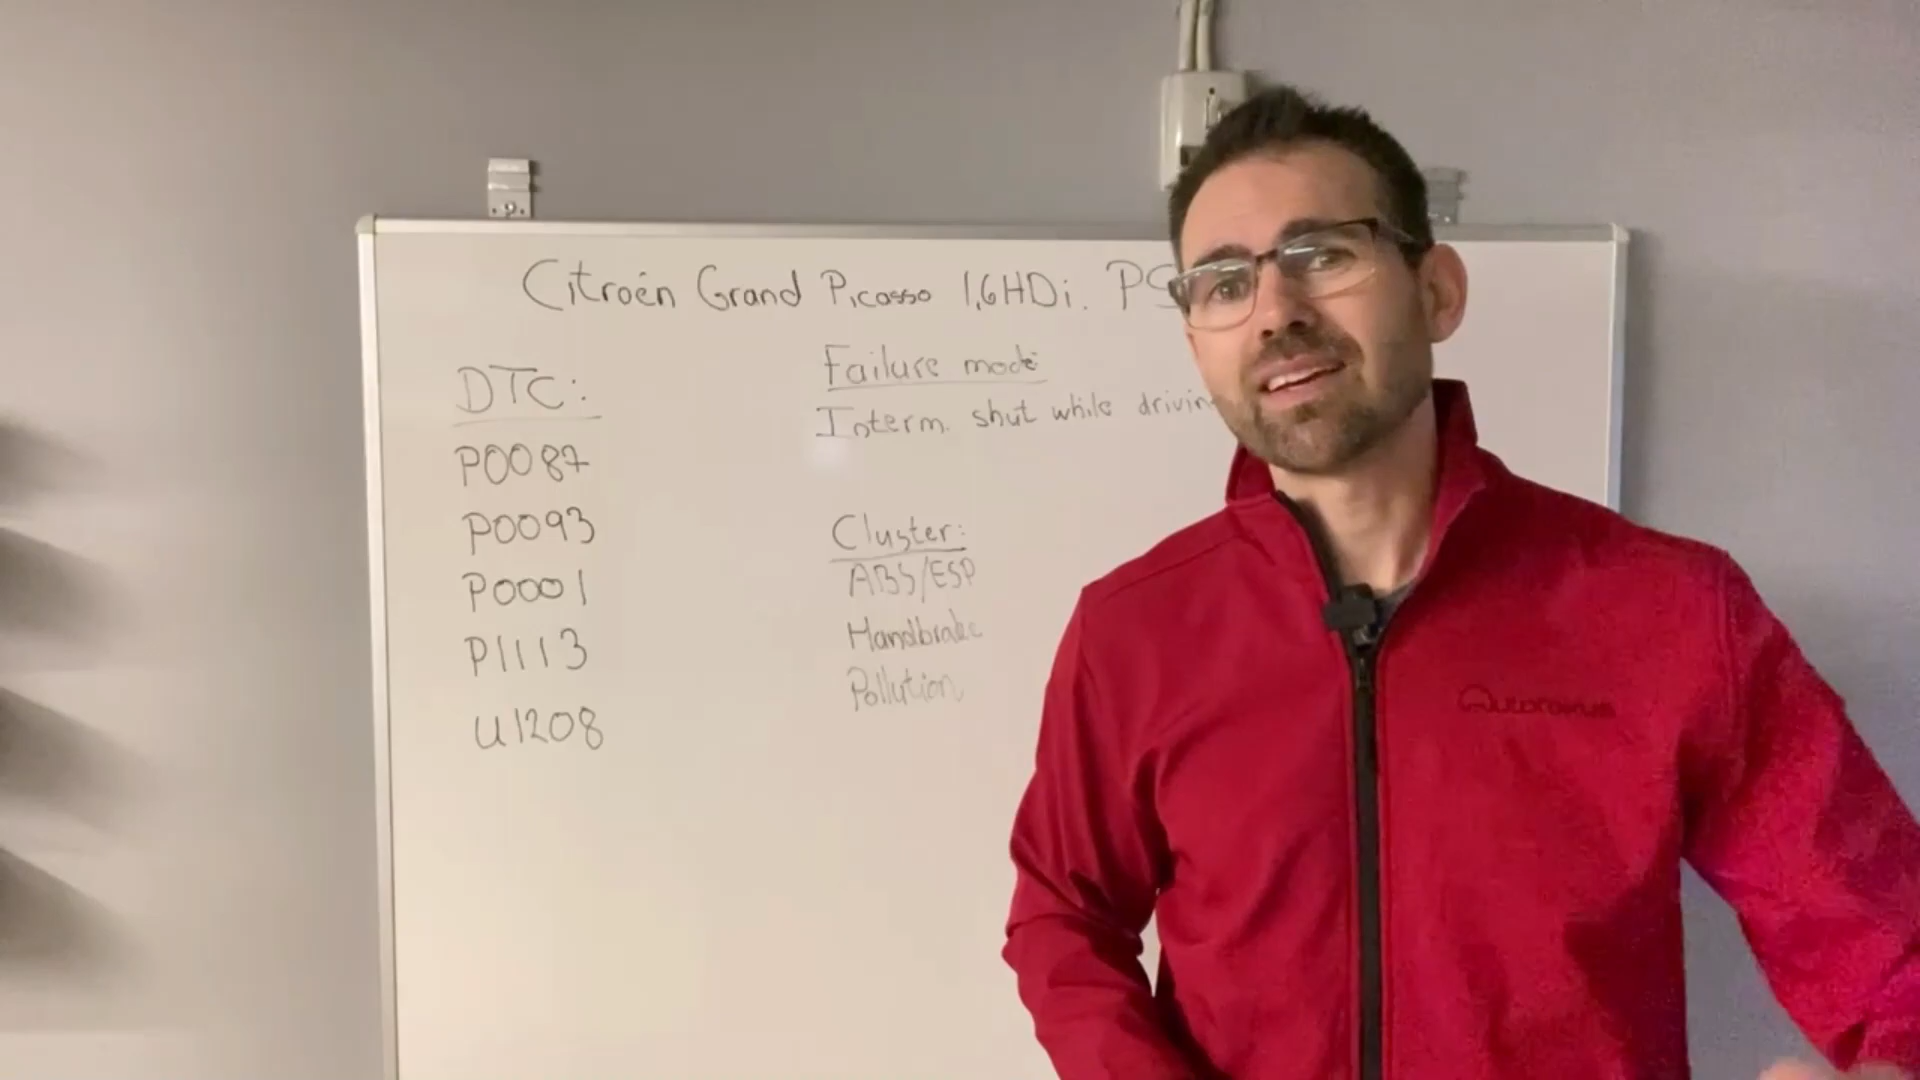 Citroën Grand Picasso 1,6HDi. PS
DTC:
P0087
P0093
P0001
P1113
U1208
Failure mode
Interm. shut while drivin
Cluster:
ABS/ESP
Handbrake
Pollution